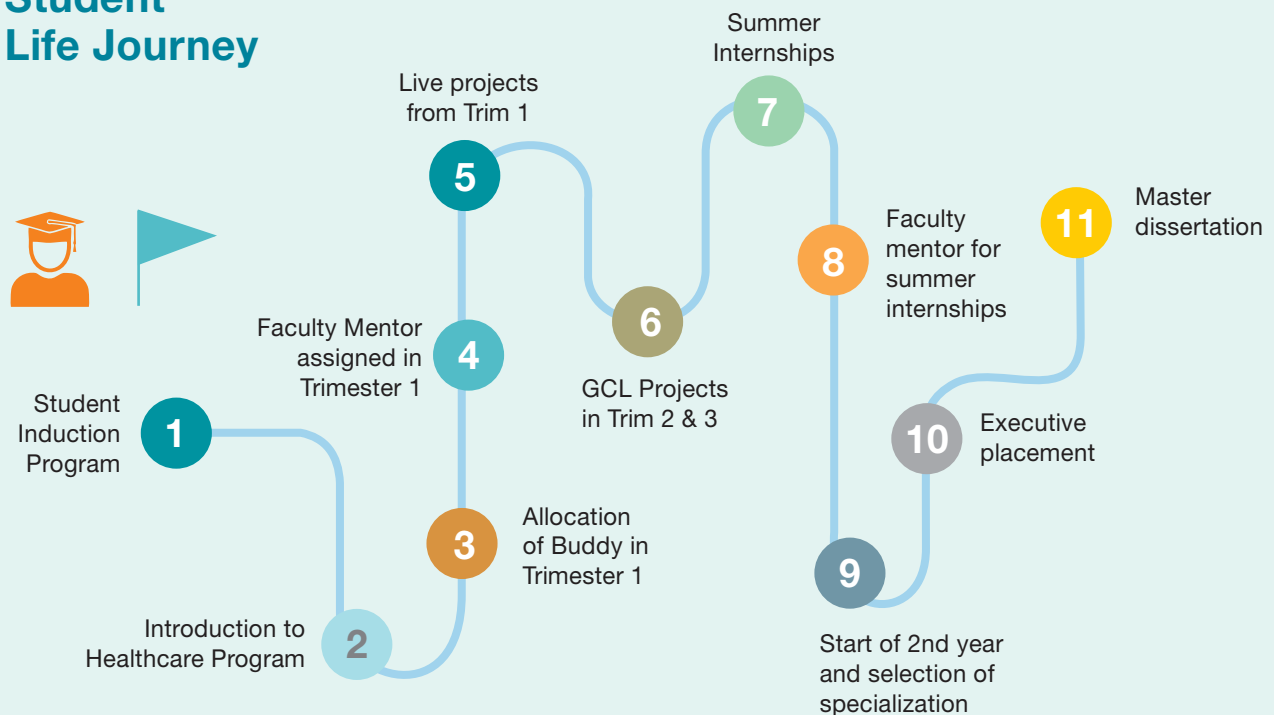 Student
Life Journey
1
Student
Induction
Program
2
Introduction to
Healthcare Program
3
Allocation
of Buddy in
Trimester 1
4
Faculty Mentor
assigned in
Trimester 1
5
Live projects
from Trim 1
6
GCL Projects
in Trim 2 & 3
7
Summer
Internships
8
Faculty
mentor for
summer
internships
9
Start of 2nd year
and selection of
specialization
10
Executive
placement
11
Master
dissertation